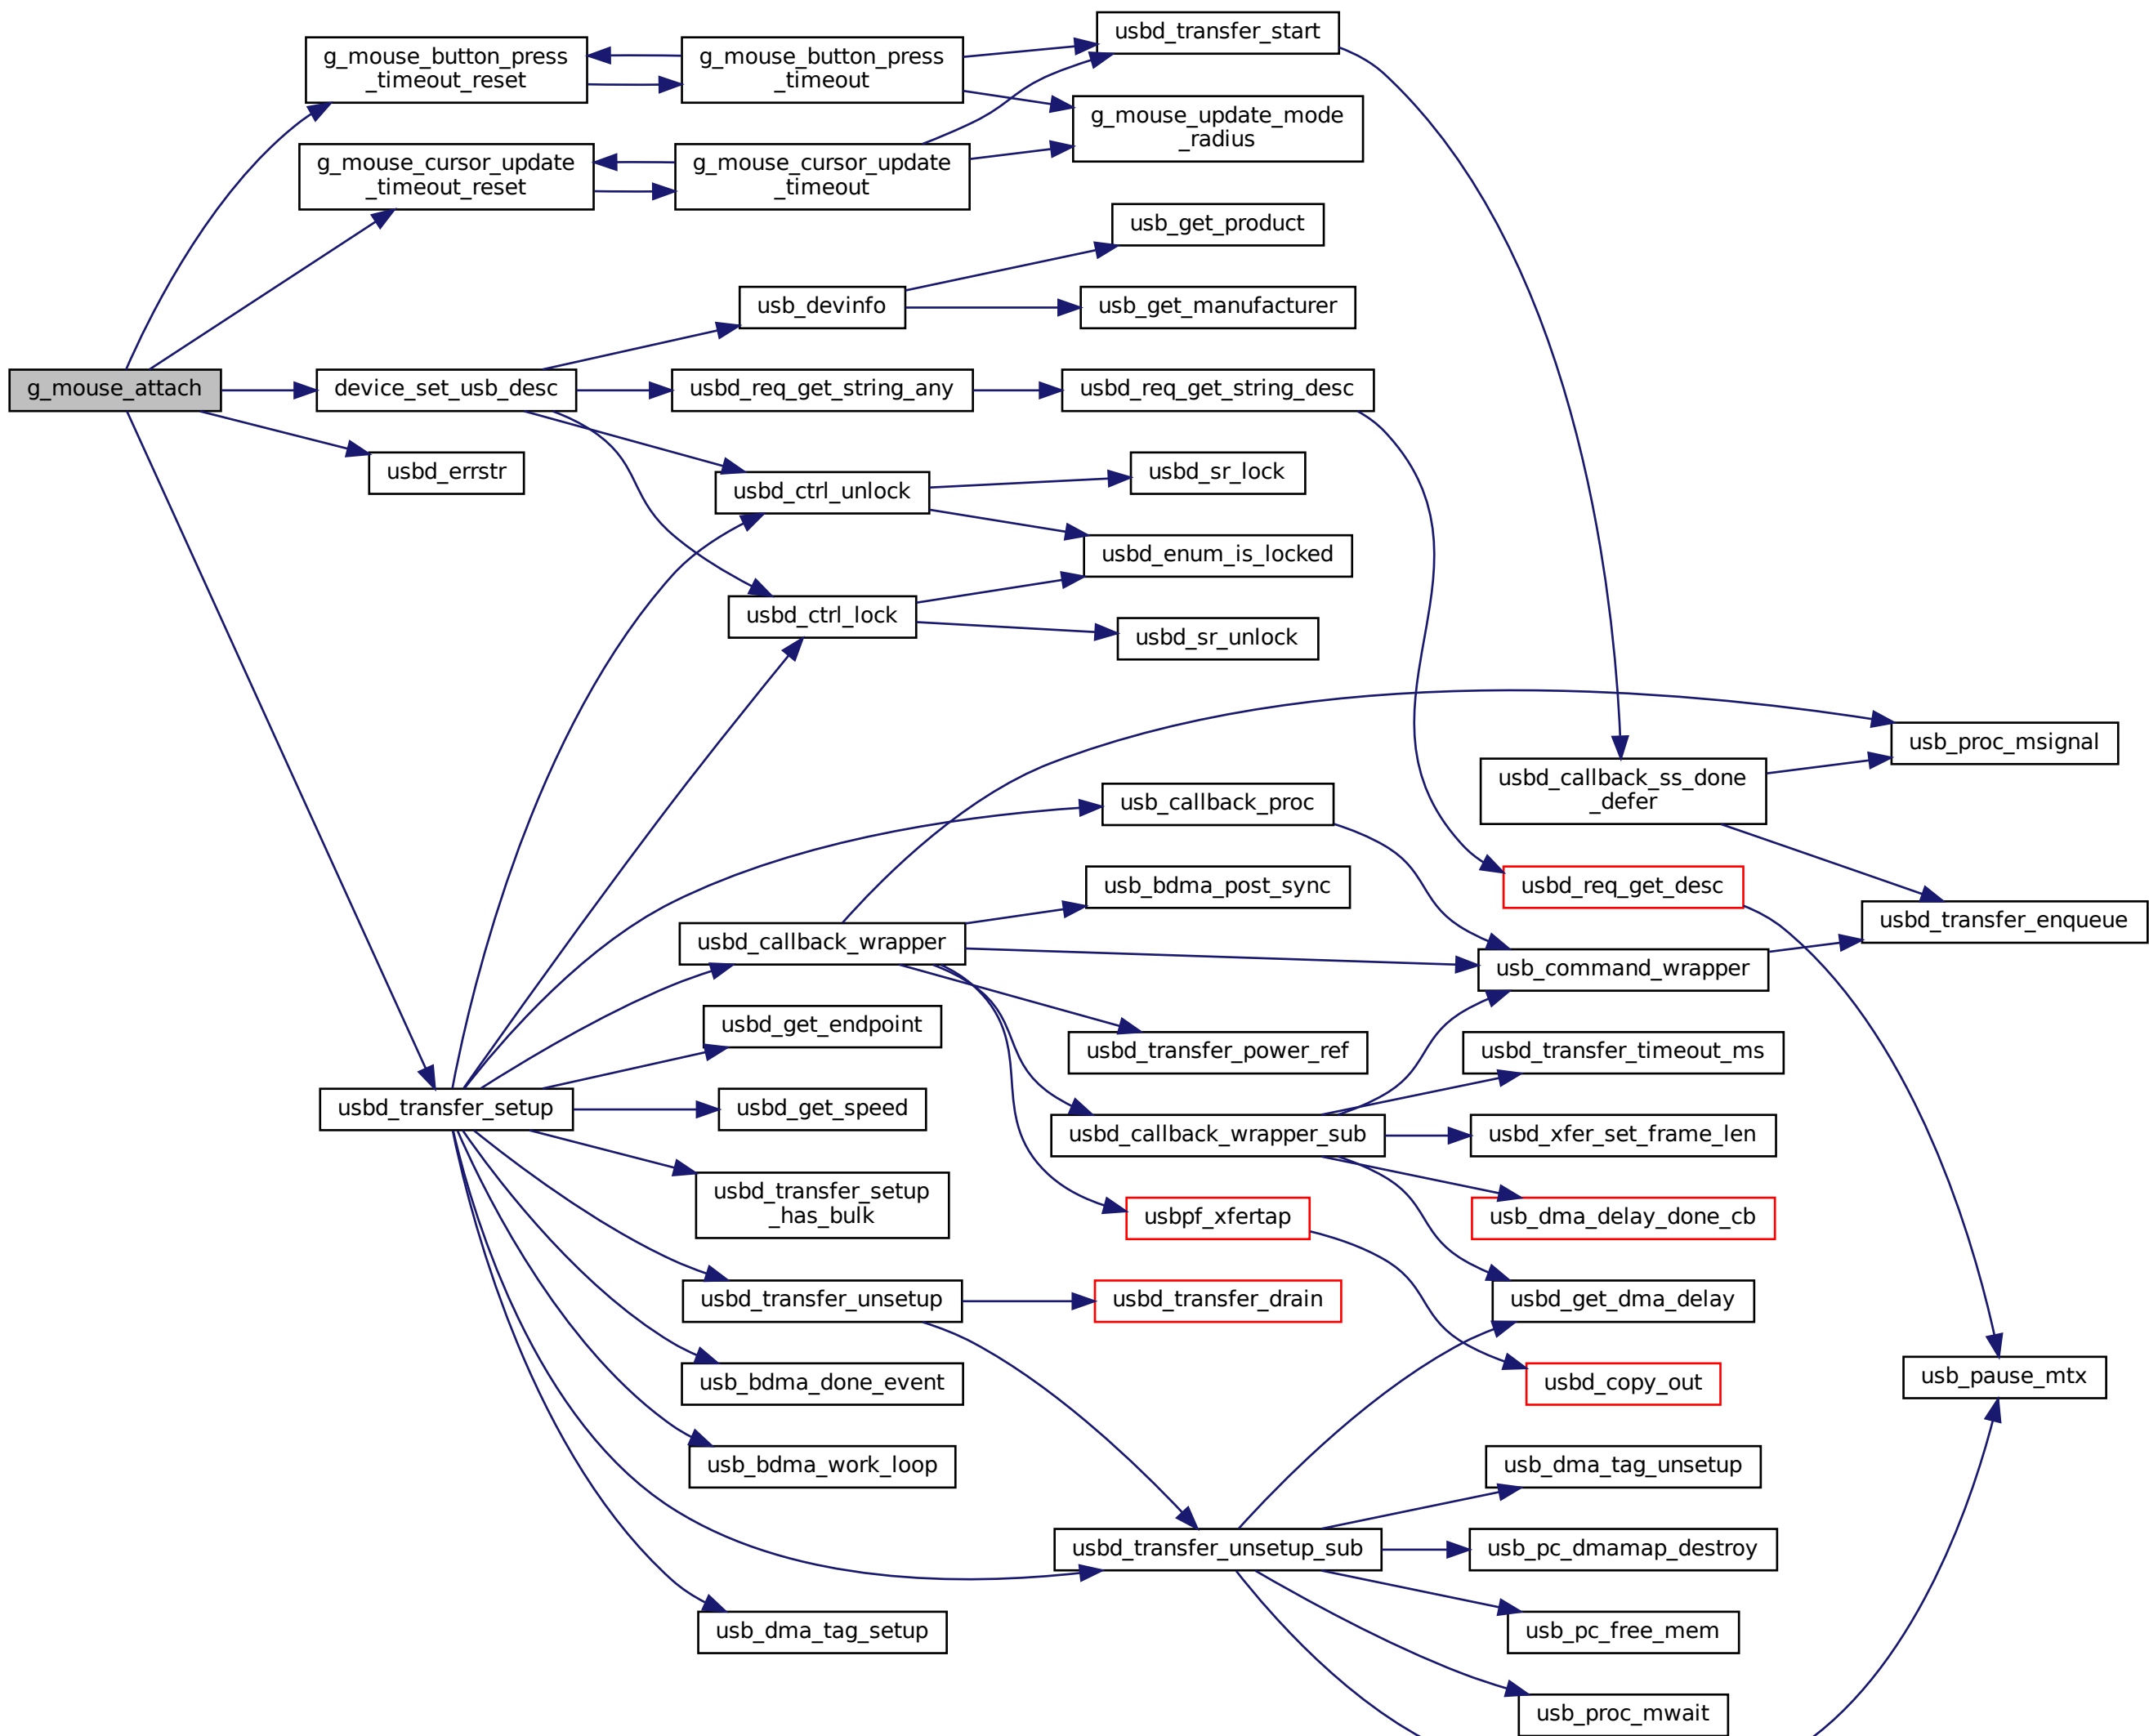 usbd_transfer_start
g_mouse_button_press
_timeout_reset
g_mouse_button_press
_timeout
g_mouse_update_mode
_radius
g_mouse_cursor_update
_timeout_reset
g_mouse_cursor_update
_timeout
usb_get_product
usb_devinfo
usb_get_manufacturer
g_mouse_attach
device_set_usb_desc
usbd_req_get_string_any
usbd_req_get_string_desc
usbd_errstr
usbd_ctrl_unlock
usbd_sr_lock
usbd_enum_is_locked
usbd_ctrl_lock
usbd_sr_unlock
usb_proc_msignal
usbd_callback_ss_done
_defer
usb_callback_proc
usbd_req_get_desc
usb_bdma_post_sync
usbd_transfer_enqueue
usbd_callback_wrapper
usb_command_wrapper
usbd_get_endpoint
usbd_transfer_power_ref
usbd_transfer_timeout_ms
usbd_transfer_setup
usbd_get_speed
usbd_callback_wrapper_sub
usbd_xfer_set_frame_len
usbd_transfer_setup
_has_bulk
usbpf_xfertap
usb_dma_delay_done_cb
usbd_transfer_unsetup
usbd_transfer_drain
usbd_get_dma_delay
usb_bdma_done_event
usbd_copy_out
usb_pause_mtx
usb_bdma_work_loop
usb_dma_tag_unsetup
usbd_transfer_unsetup_sub
usb_pc_dmamap_destroy
usb_dma_tag_setup
usb_pc_free_mem
usb_proc_mwait